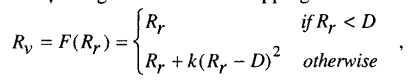 R_v = F(R_r) = { R_r if R_r < D
R_r + k(R_r − D)^2 otherwise ,